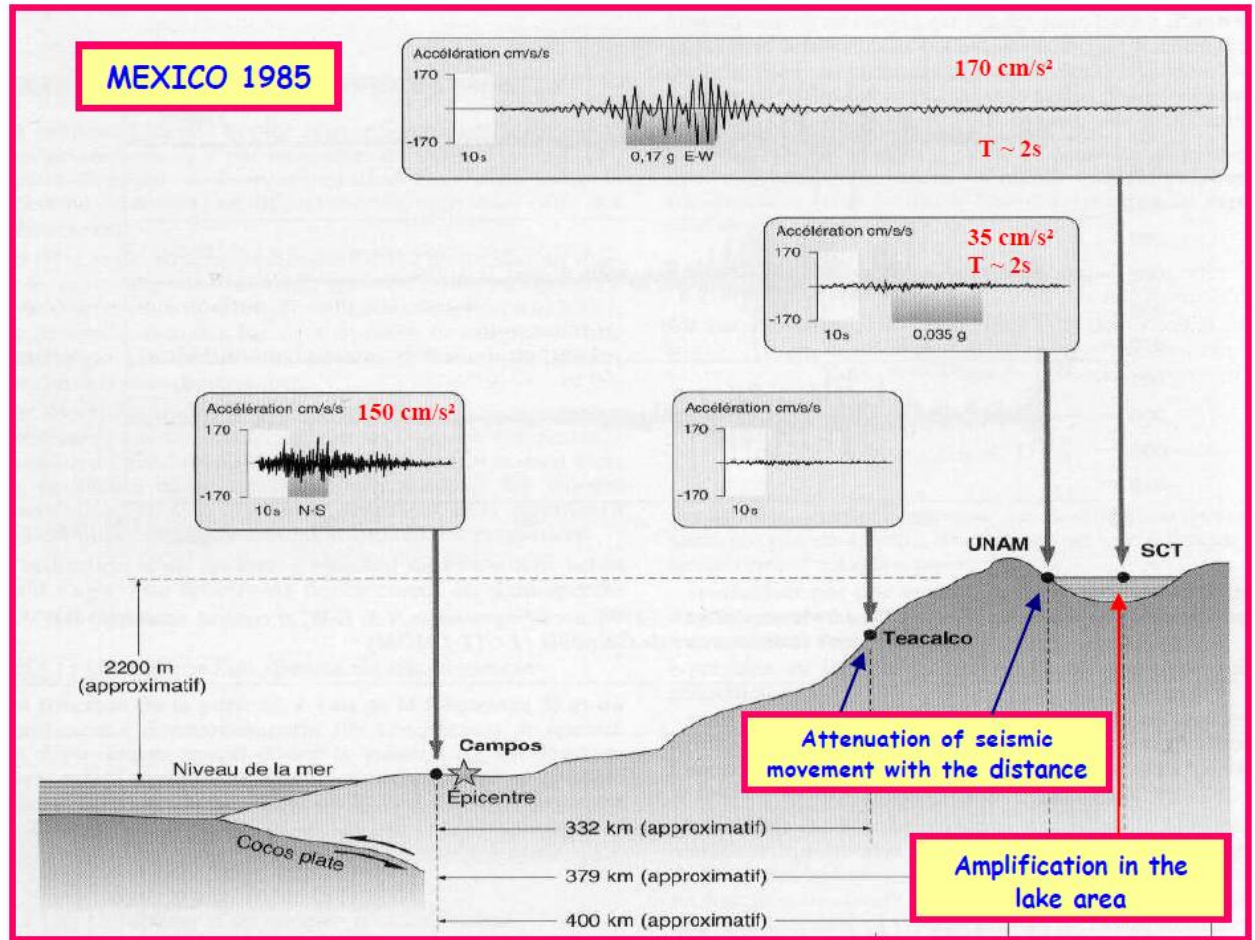 MEXICO 1985
Accélération cm/s/s
170
-170
10s
0,17 g E-W
170 cm/s²
T ~ 2s
Accélération cm/s/s
170
-170
10s
0,035 g
35 cm/s²
T ~ 2s
Accélération cm/s/s
150 cm/s²
170
-170
10s N-S
Accélération cm/s/s
170
-170
10s
UNAM
SCT
Teacalco
2200 m
(approximatif)
Attenuation of seismic
movement with the distance
Campos
Niveau de la mer
Épicentre
Cocos plate
332 km (approximatif)
379 km (approximatif)
400 km (approximatif)
Amplification in the
lake area